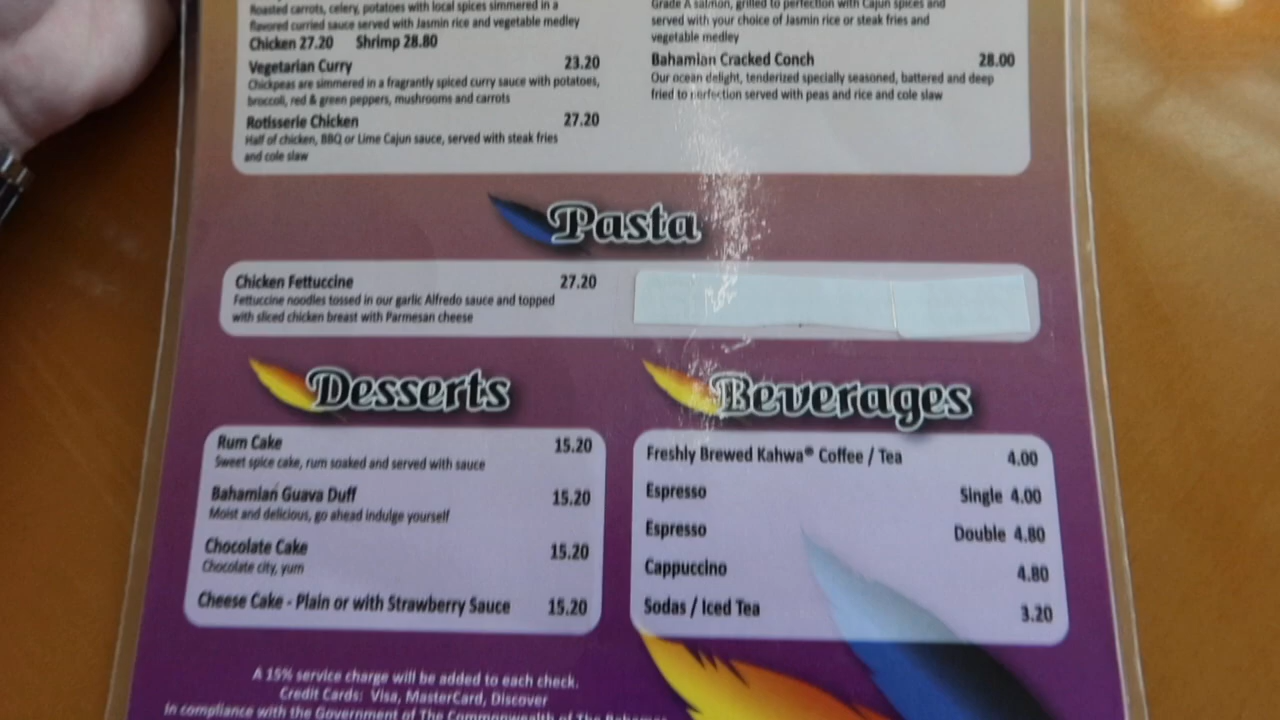 Roasted carrots, celery, potatoes with local spices simmered in a
flavored curried sauce served with Jasmin rice and vegetable medley
Chicken 27.20 Shrimp 28.80
Vegetarian Curry 23.20
Chickpeas are simmered in a fragrantly spiced curry sauce with potatoes,
broccoli, red & green peppers, mushrooms and carrots
Rotisserie Chicken 27.20
Half of chicken, BBQ or Lime Cajun sauce, served with steak fries
and cole slaw
Grade A salmon, grilled to perfection with Cajun spices and
served with your choice of Jasmin rice or steak fries and
vegetable medley
Bahamian Cracked Conch 28.00
Our ocean delight, tenderized specially seasoned, battered and deep
fried to perfection served with peas and rice and cole slaw
Pasta
Chicken Fettuccine 27.20
Fettuccine noodles tossed in our garlic Alfredo sauce and topped
with sliced chicken breast with Parmesan cheese
Desserts
Rum Cake 15.20
Sweet spice cake, rum soaked and served with sauce
Bahamian Guava Duff 15.20
Moist and delicious, go ahead indulge yourself
Chocolate Cake 15.20
Chocolate city, yum
Cheese Cake - Plain or with Strawberry Sauce 15.20
Beverages
Freshly Brewed Kahwa® Coffee / Tea 4.00
Espresso Single 4.00
Espresso Double 4.80
Cappuccino 4.80
Sodas / Iced Tea 3.20
A 15% service charge will be added to each check.
Credit Cards: Visa, MasterCard, Discover
In compliance with the Government of The Commonwealth of The Bahamas